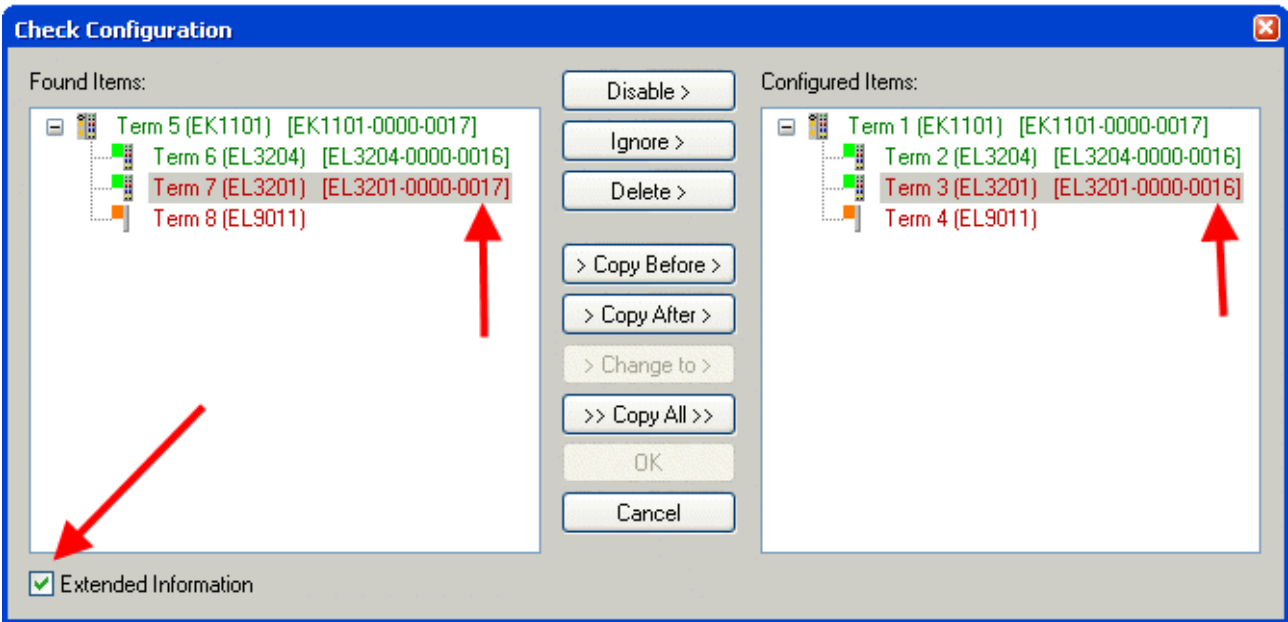 Check Configuration
Found Items:
Term 5 (EK1101) [EK1101-0000-0017]
Term 6 (EL3204) [EL3204-0000-0016]
Term 7 (EL3201) [EL3201-0000-0017]
Term 8 (EL9011)
Extended Information
Disable >
Ignore >
Delete >
> Copy Before >
> Copy After >
> Change to >
>> Copy All >>
OK
Cancel
Configured Items:
Term 1 (EK1101) [EK1101-0000-0017]
Term 2 (EL3204) [EL3204-0000-0016]
Term 3 (EL3201) [EL3201-0000-0016]
Term 4 (EL9011)